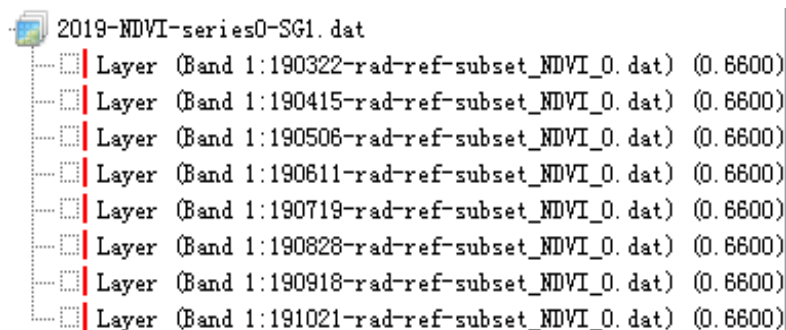 2019-NDVI-series0-SG1.dat
Layer (Band 1:190322-rad-ref-subset_NDVI_0.dat) (0.6600)
Layer (Band 1:190415-rad-ref-subset_NDVI_0.dat) (0.6600)
Layer (Band 1:190506-rad-ref-subset_NDVI_0.dat) (0.6600)
Layer (Band 1:190611-rad-ref-subset_NDVI_0.dat) (0.6600)
Layer (Band 1:190719-rad-ref-subset_NDVI_0.dat) (0.6600)
Layer (Band 1:190828-rad-ref-subset_NDVI_0.dat) (0.6600)
Layer (Band 1:190918-rad-ref-subset_NDVI_0.dat) (0.6600)
Layer (Band 1:191021-rad-ref-subset_NDVI_0.dat) (0.6600)